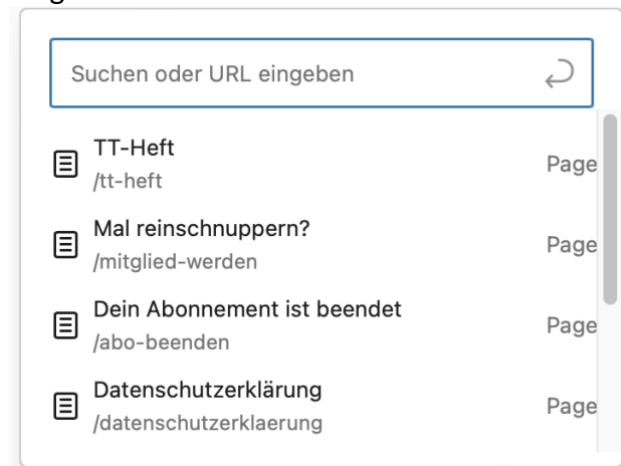 Suchen oder URL eingeben
TT-Heft
/tt-heft
Page
Mal reinschnuppern?
/mitglied-werden
Page
Dein Abonnement ist beendet
/abo-beenden
Page
Datenschutzerklärung
/datenschutzerklaerung
Page